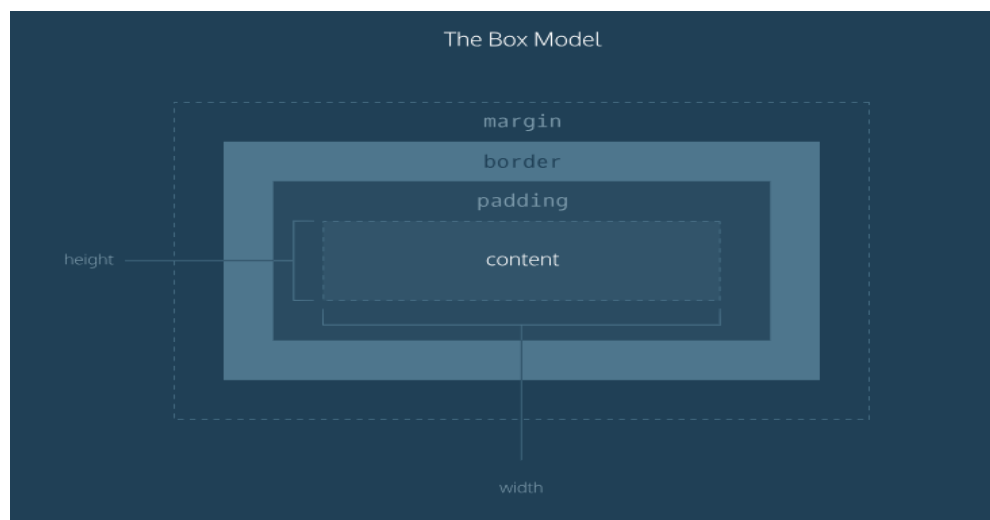 The Box Model
margin
border
padding
height
content
width